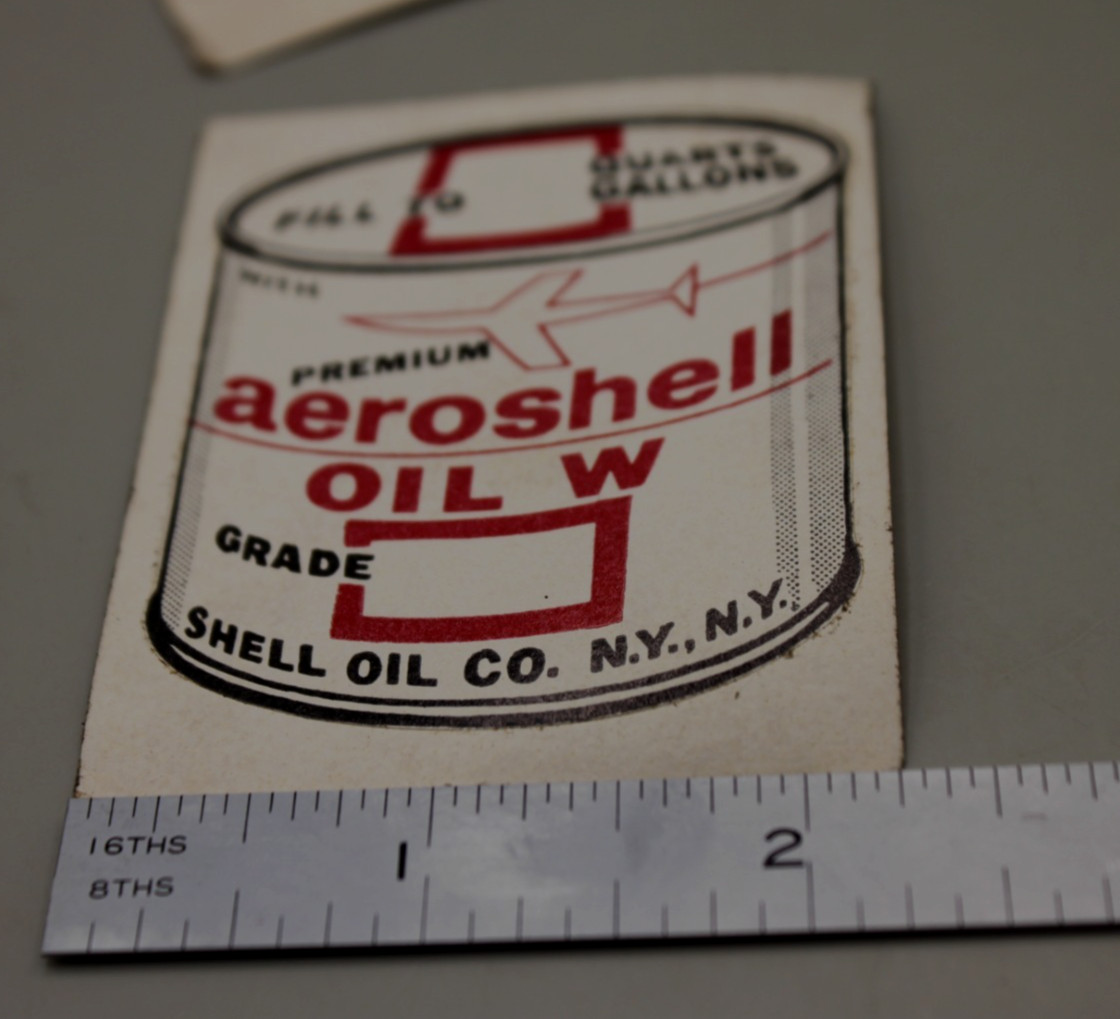 FILL TO
QUARTS
GALLONS
WITH
PREMIUM
aeroshell
OIL W
GRADE
SHELL OIL CO. N.Y., N.Y.
16THS
8THS
1 2